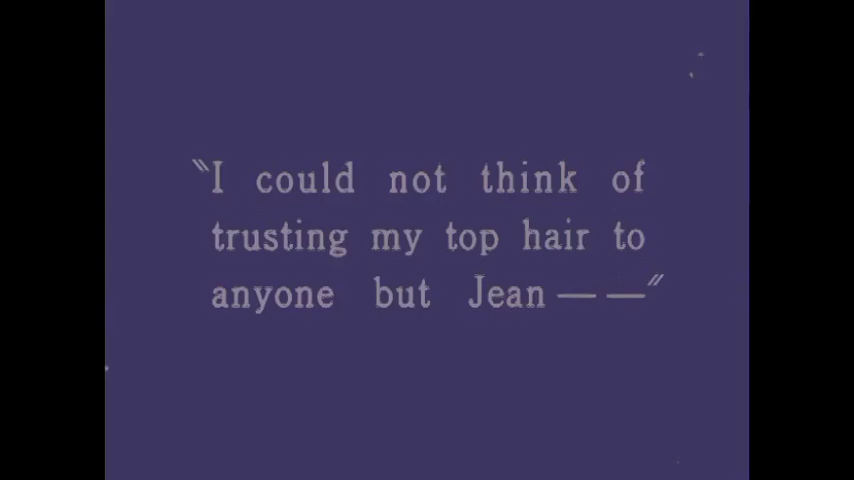 "I could not think of
trusting my top hair to
anyone but Jean — —"